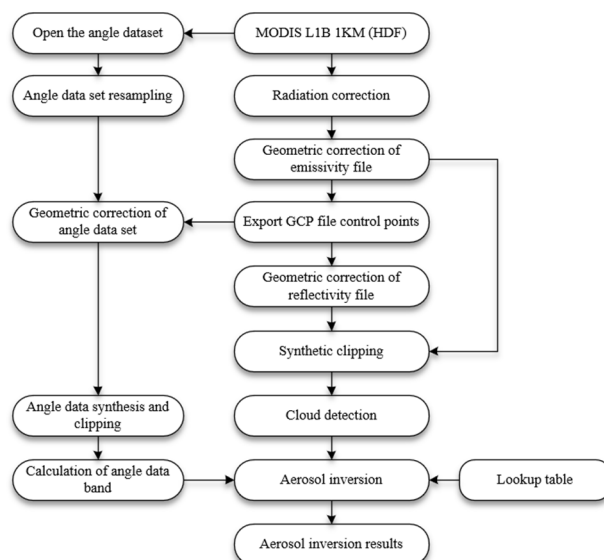 Open the angle dataset
MODIS L1B 1KM (HDF)
Angle data set resampling
Radiation correction
Geometric correction of
emissivity file
Geometric correction of
angle data set
Export GCP file control points
Geometric correction of
reflectivity file
Synthetic clipping
Angle data synthesis and
clipping
Cloud detection
Calculation of angle data
band
Aerosol inversion
Lookup table
Aerosol inversion results